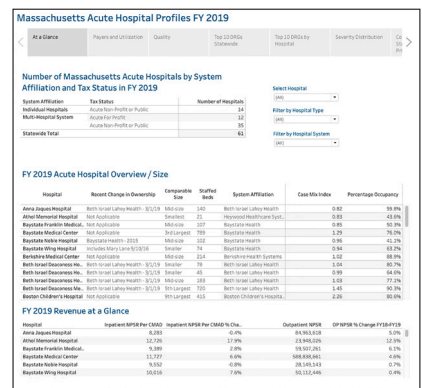 Massachusetts Acute Hospital Profiles FY 2019
At a Glance Payers and Utilization Quality Top 10 DRGs Statewide Top 10 DRGs by Hospital Severity Distribution
Number of Massachusetts Acute Hospitals by System
Affiliation and Tax Status in FY 2019
System Affiliation Tax Status Number of Hospitals
Individual Hospitals Acute Non-Profit or Public 14
Multi-Hospital System Acute For Profit 12
Acute Non-Profit or Public 35
Statewide Total 61
Select Hospital
(All)
Filter by Hospital Type
(All)
Filter by Hospital System
(All)
FY 2019 Acute Hospital Overview / Size
Hospital Recent Change in Ownership Comparable Size Staffed Beds System Affiliation Case Mix Index Percentage Occupancy
Anna Jaques Hospital Beth Israel Lahey Health - 3/1/19 Mid-size 140 Beth Israel Lahey Health 0.82 59.8%
Athol Memorial Hospital Not Applicable Smallest 21 Heywood Healthcare Syst.. 0.83 43.6%
Baystate Franklin Medical.. Not Applicable Mid-size 107 Baystate Health 0.85 50.3%
Baystate Medical Center Not Applicable 3rd Largest 789 Baystate Health 1.29 76.0%
Baystate Noble Hospital Baystate Health - 2015 Mid-size 102 Baystate Health 0.96 41.1%
Baystate Wing Hospital Includes Mary Lane 9/10/16 Smaller 74 Baystate Health 0.94 63.2%
Berkshire Medical Center Not Applicable Mid-size 214 Berkshire Health Systems 1.02 88.9%
Beth Israel Deaconess Ho.. Beth Israel Lahey Health - 3/1/19 Smaller 76 Beth Israel Lahey Health 1.04 80.7%
Beth Israel Deaconess Ho.. Beth Israel Lahey Health - 3/1/19 Smaller 45 Beth Israel Lahey Health 0.99 64.6%
Beth Israel Deaconess Ho.. Beth Israel Lahey Health - 3/1/19 Mid-size 183 Beth Israel Lahey Health 1.03 77.1%
Beth Israel Deaconess Me.. Beth Israel Lahey Health - 3/1/19 5th Largest 720 Beth Israel Lahey Health 1.45 90.3%
Boston Children's Hospital Not Applicable 9th Largest 415 Boston Children's Hospita.. 2.26 80.6%
FY 2019 Revenue at a Glance
Hospital Inpatient NPSR Per CMAD Inpatient NPSR Per CMAD % Cha.. Outpatient NPSR OP NPSR % Change FY18-FY19
Anna Jaques Hospital 8,283 -0.4% 84,963,618 5.0%
Athol Memorial Hospital 12,726 17.9% 23,948,026 12.6%
Baystate Franklin Medical.. 9,389 2.8% 59,507,261 6.1%
Baystate Medical Center 11,727 6.6% 588,838,661 4.6%
Baystate Noble Hospital 9,552 -0.8% 28,149,143 0.7%
Baystate Wing Hospital 10,016 7.6% 50,112,446 0.4%